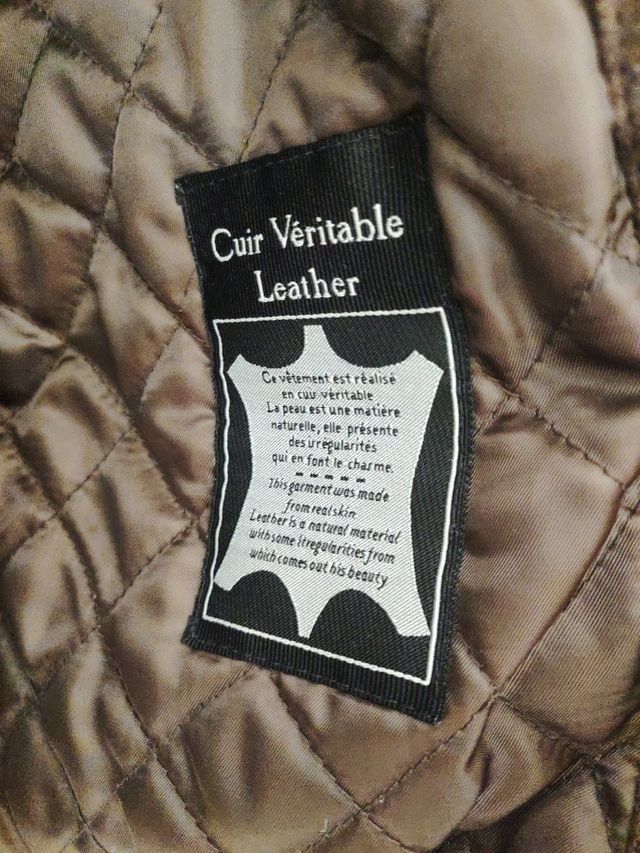 Cuir Véritable
Leather
Ce vêtement est réalisé
en cuir véritable
La peau est une matière
naturelle, elle présente
des irrégularités
qui en font le charme.
- - - - -
This garment was made
from real skin
Leather is a natural material
with some irregularities from
which comes out his beauty